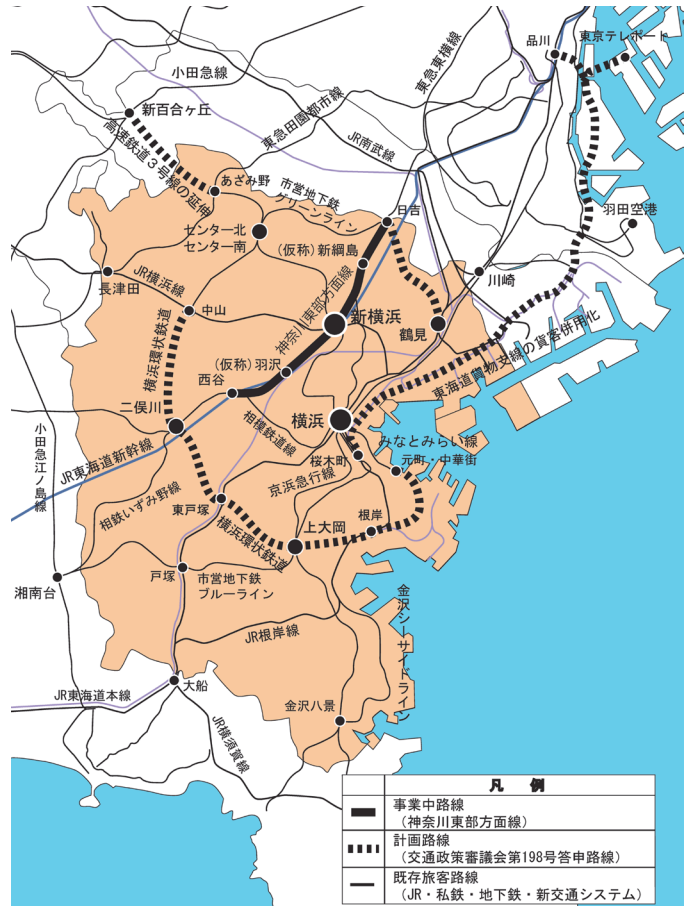 品川
東京テレポート
小田急線
東急東横線
新百合ヶ丘
東急田園都市線
JR南武線
高速鉄道3号線の延伸
あざみ野
市営地下鉄
グリーンライン
日吉
羽田空港
センター北
センター南
(仮称)新綱島
川崎
長津田
JR横浜線
神奈川東部方面線
中山
新横浜
鶴見
横浜環状鉄道
(仮称)羽沢
東海道貨物支線の貨客併用化
西谷
二俣川
相模鉄道線
横浜
小田急江ノ島線
JR東海道新幹線
みなとみらい線
元町・中華街
桜木町
京浜急行線
相鉄いずみ野線
東戸塚
根岸
横浜環状鉄道
上大岡
戸塚
市営地下鉄
ブルーライン
湘南台
金沢シーサイドライン
JR根岸線
JR東海道本線
大船
金沢八景
JR横須賀線
凡 例
事業中路線
(神奈川東部方面線)
計画路線
(交通政策審議会第198号答申路線)
既存旅客路線
(JR・私鉄・地下鉄・新交通システム)